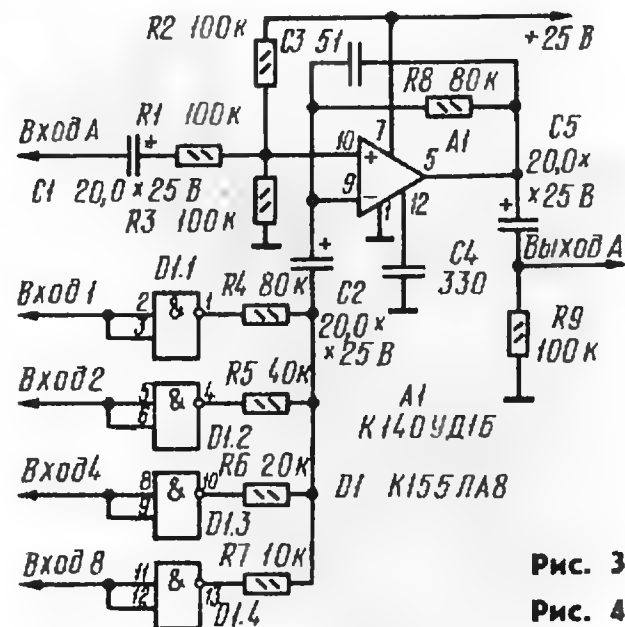 R2 100к
C3 51
+25 В
R8 80к
Вход А
R1 100к
+
7
10
+
A1
5
C5
20,0×
×25 В
9
−
12
1
+
C1 20,0 × 25 В
R3 100к
+
Выход А
D1.1
C4
330
Вход 1
2
3
&
1
R4 80к
C2
20,0×
×25 В
R9
100к
Вход 2
5
6
&
4
R5 40к
D1.2
A1
К140УД1Б
Вход 4
8
9
&
10
R6 20к
D1.3
D1 К155ЛА8
Вход 8
11
12
&
13
R7 10к
D1.4
Рис. 3
Рис. 4